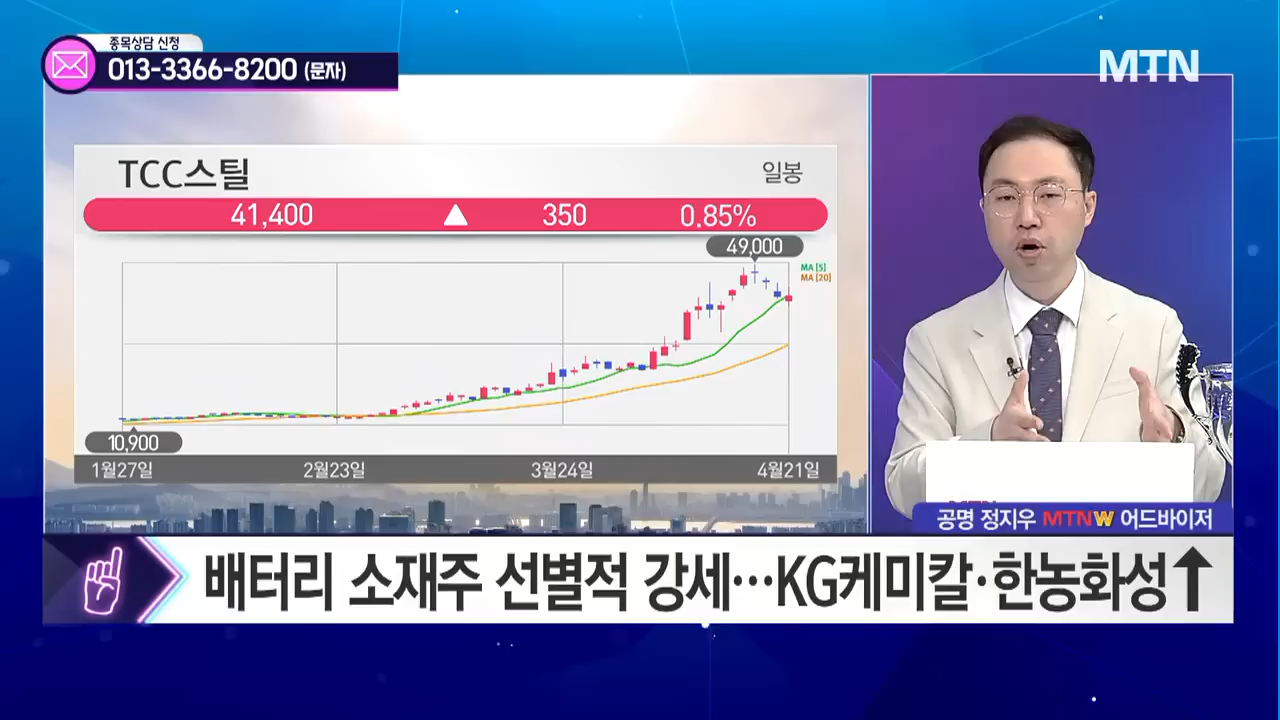 종목상담 신청
013-3366-8200 (문자)
MTN
TCC스틸
일봉
41,400 ▲ 350 0.85%
49,000
MA [5]
MA [20]
10,900
1월27일 2월23일 3월24일 4월21일
공명 정지우 MTNW 어드바이저
배터리 소재주 선별적 강세…KG케미칼·한농화성↑